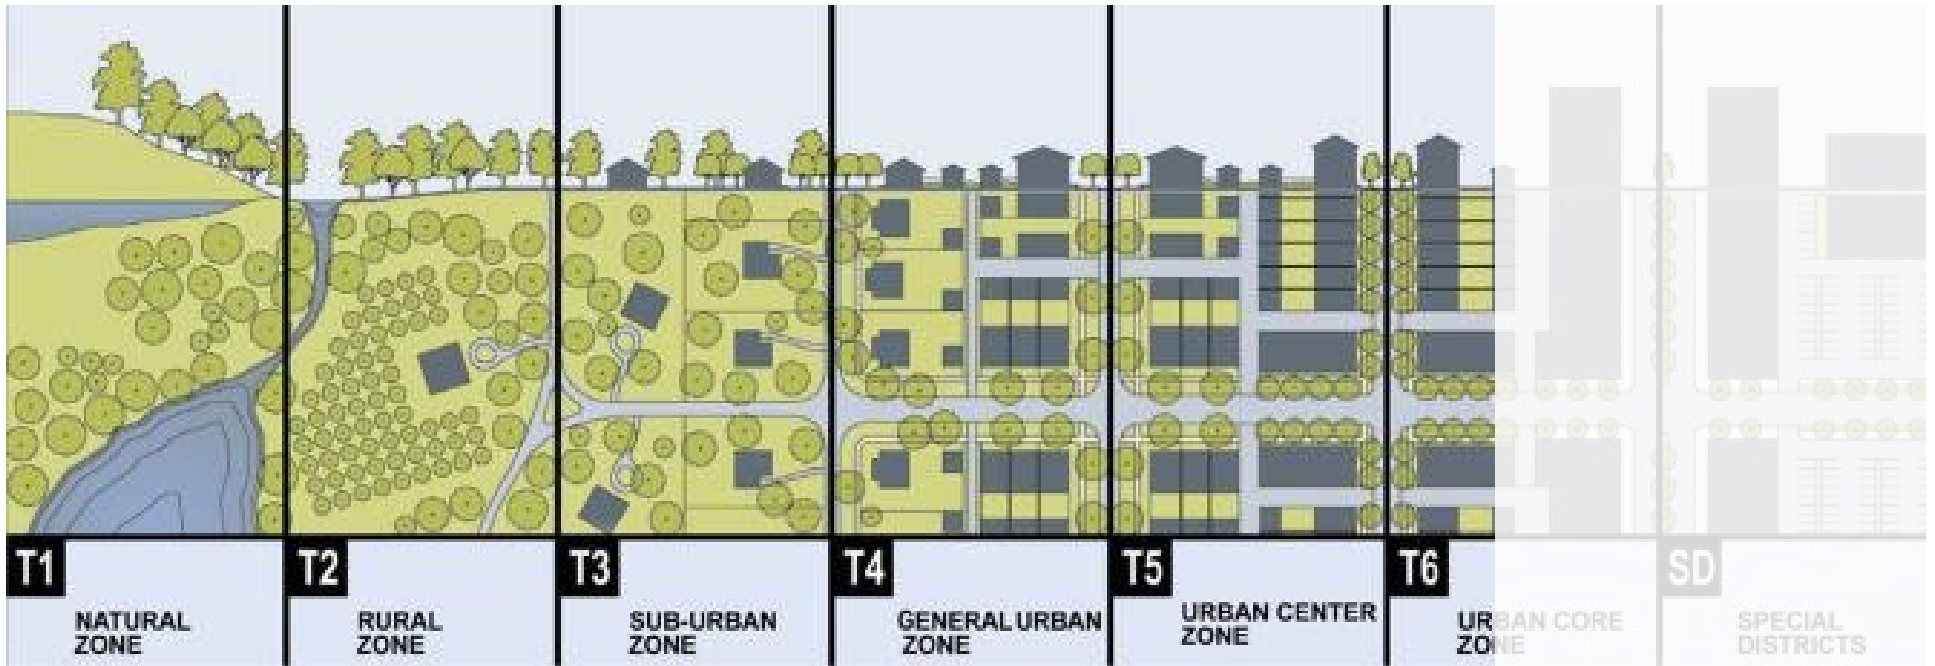 T1
NATURAL
ZONE
T2
RURAL
ZONE
T3
SUB-URBAN
ZONE
T4
GENERAL URBAN
ZONE
T5
URBAN CENTER
ZONE
T6
URBAN CORE
ZONE
SD
SPECIAL
DISTRICTS